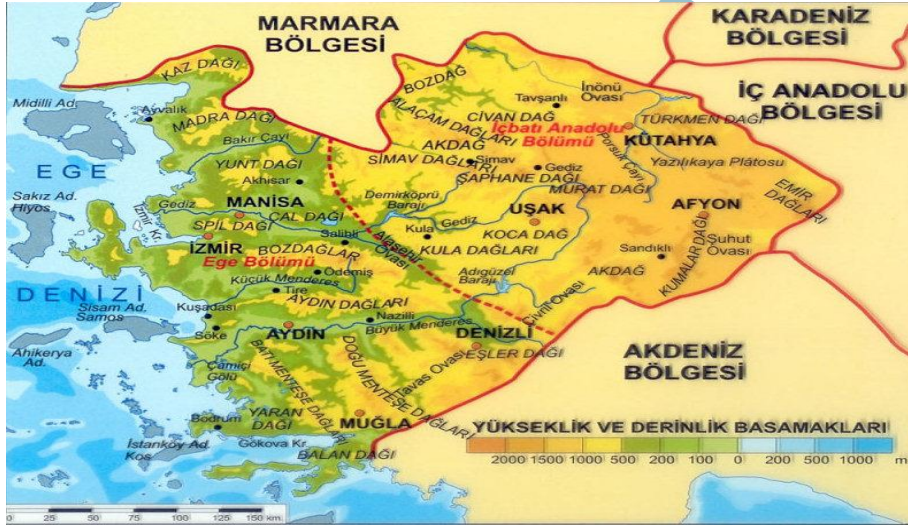 MARMARA
BÖLGESİ
KARADENİZ
BÖLGESİ
İÇ ANADOLU
BÖLGESİ
KAZ DAĞI
BOZDAĞ
İnönü
Ovası
Tavşanlı
Midilli Ad.
Ayvalık
MADRA DAĞI
ALAÇAM DAĞLARI
CİVAN DAĞ
TÜRKMEN DAĞI
İçbatı Anadolu
Bölümü
KÜTAHYA
Bakır Çayı
AKDAĞ
Porsuk Çayı
EGE
YUNT DAĞI
SİMAV DAĞLARI
Simav
Gediz
Yazılıkaya Plâtosu
ŞAPHANE DAĞI
Akhisar
MURAT DAĞI
EMİR
DAĞLARI
Sakız Ad.
Hiyos
Gediz
MANİSA
Demirköprü
Barajı
UŞAK
AFYON
İzmir Kr.
ÇAL DAĞI
SPİL DAĞI
Kula
Gediz
KOCA DAĞ
Salihli
Alaşehir
Ovası
KULA DAĞLARI
Sandıklı
Şuhut
Ovası
KUMALAR DAĞI
İZMİR
Ege Bölümü
BOZDAĞLAR
Ödemiş
Adıgüzel
Barajı
AKDAĞ
Küçük Menderes
Tire
DENİZİ
Sisam Ad.
Samos
Kuşadası
AYDIN DAĞLARI
Çivril Ovası
Nazilli
Söke
AYDIN
Büyük Menderes
DENİZLİ
Ahikerya
Ad.
EŞLER DAĞI
AKDENİZ
BÖLGESİ
Çamiçi
Gölü
BATI MENTEŞE DAĞLARI
DOĞU MENTEŞE DAĞLARI
Tavas Ovası
Bodrum
YARAN
DAĞI
MUĞLA
İstanköy Ad.
Kos
Gökova Kr.
BALAN DAĞI
YÜKSEKLİK VE DERİNLİK BASAMAKLARI
2000 1500 1000 500 200 100 0 200 500 1000 m
0 25 50 75 100 125 150 km.